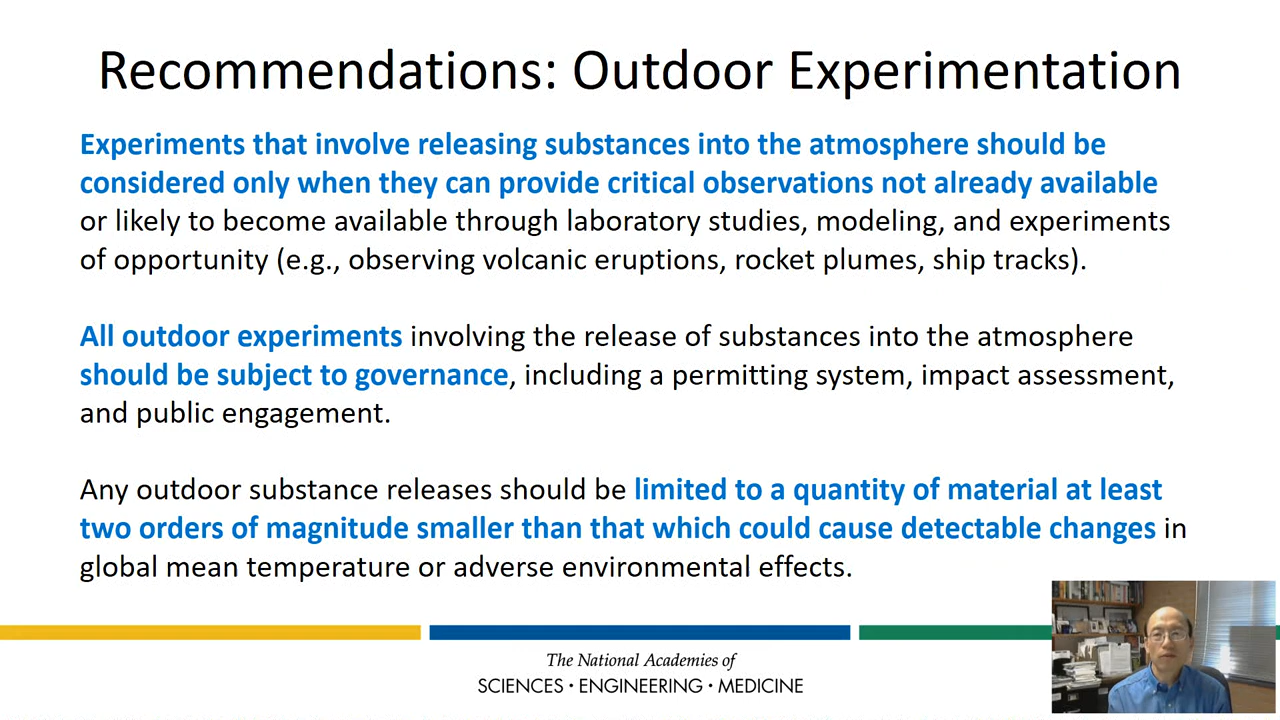 Recommendations: Outdoor Experimentation
Experiments that involve releasing substances into the atmosphere should be
considered only when they can provide critical observations not already available
or likely to become available through laboratory studies, modeling, and experiments
of opportunity (e.g., observing volcanic eruptions, rocket plumes, ship tracks).
All outdoor experiments involving the release of substances into the atmosphere
should be subject to governance, including a permitting system, impact assessment,
and public engagement.
Any outdoor substance releases should be limited to a quantity of material at least
two orders of magnitude smaller than that which could cause detectable changes in
global mean temperature or adverse environmental effects.
The National Academies of
SCIENCES · ENGINEERING · MEDICINE